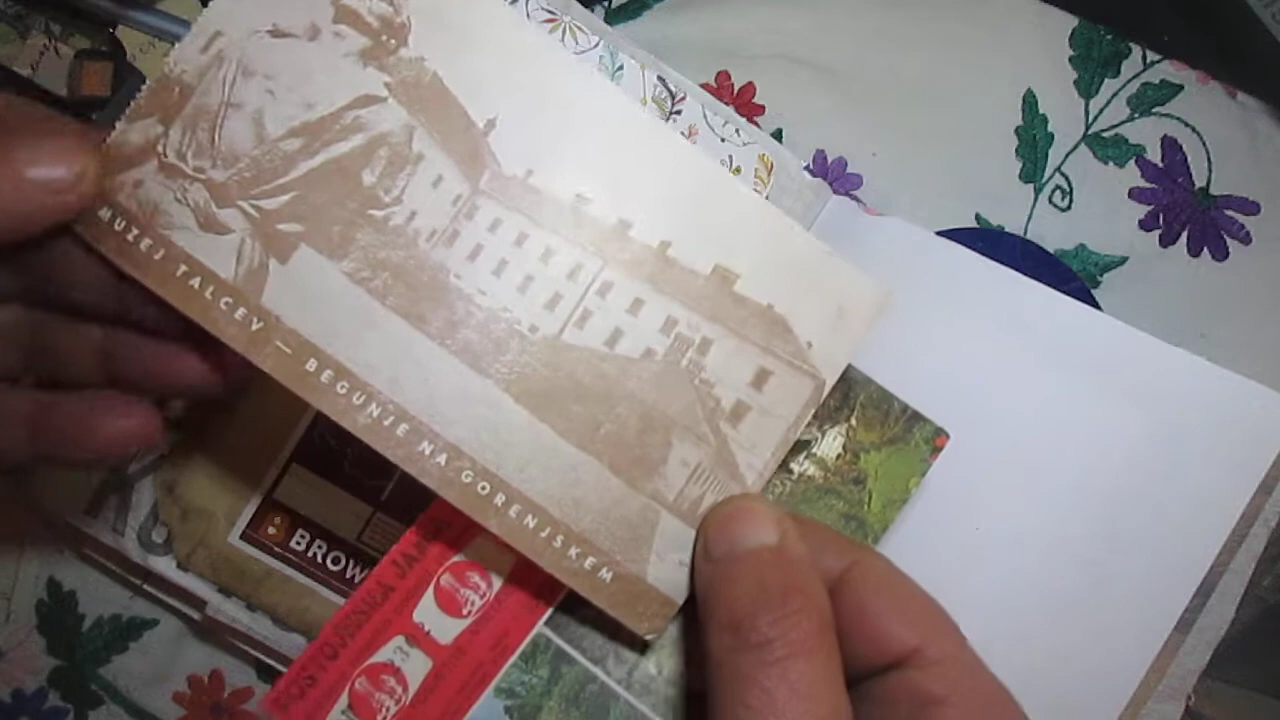 MUZEJ TALCEV — BEGUNJE NA GORENJSKEM
BROW
POSTOJNSKA JAMA